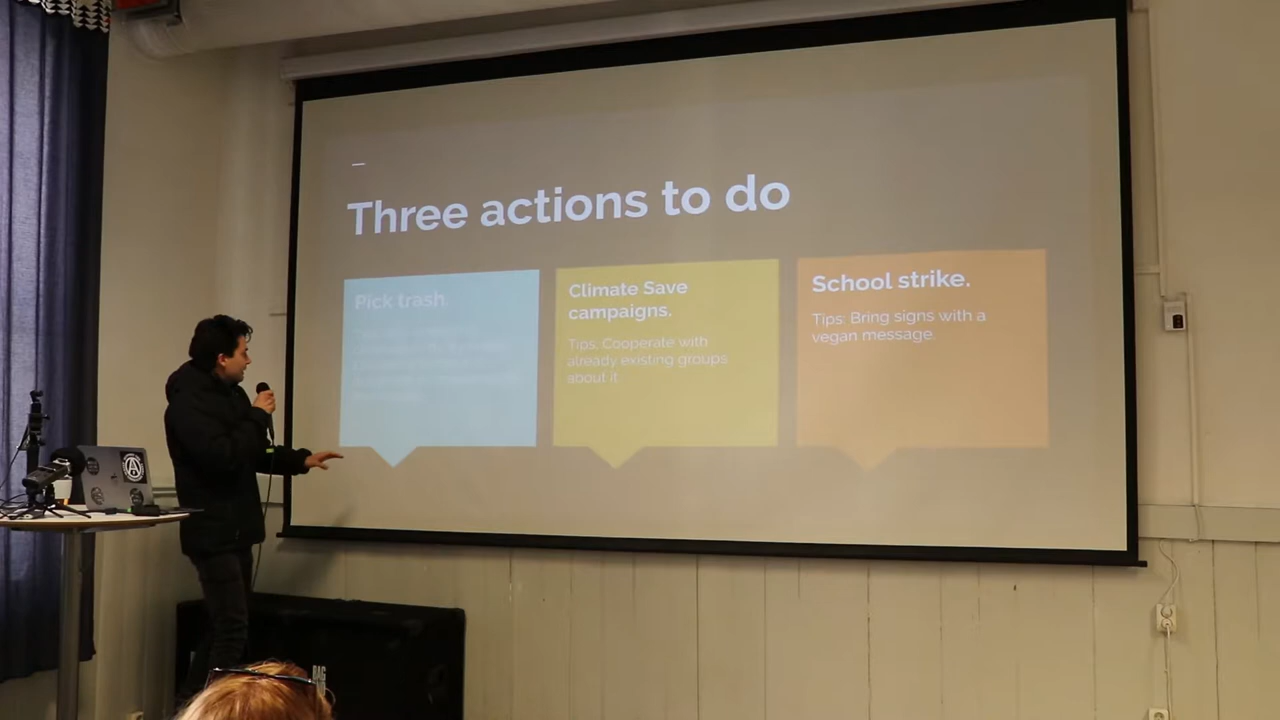 Three actions to do
Pick trash.
Climate Save
campaigns.
Tips: Cooperate with
already existing groups
about it.
School strike.
Tips: Bring signs with a
vegan message.